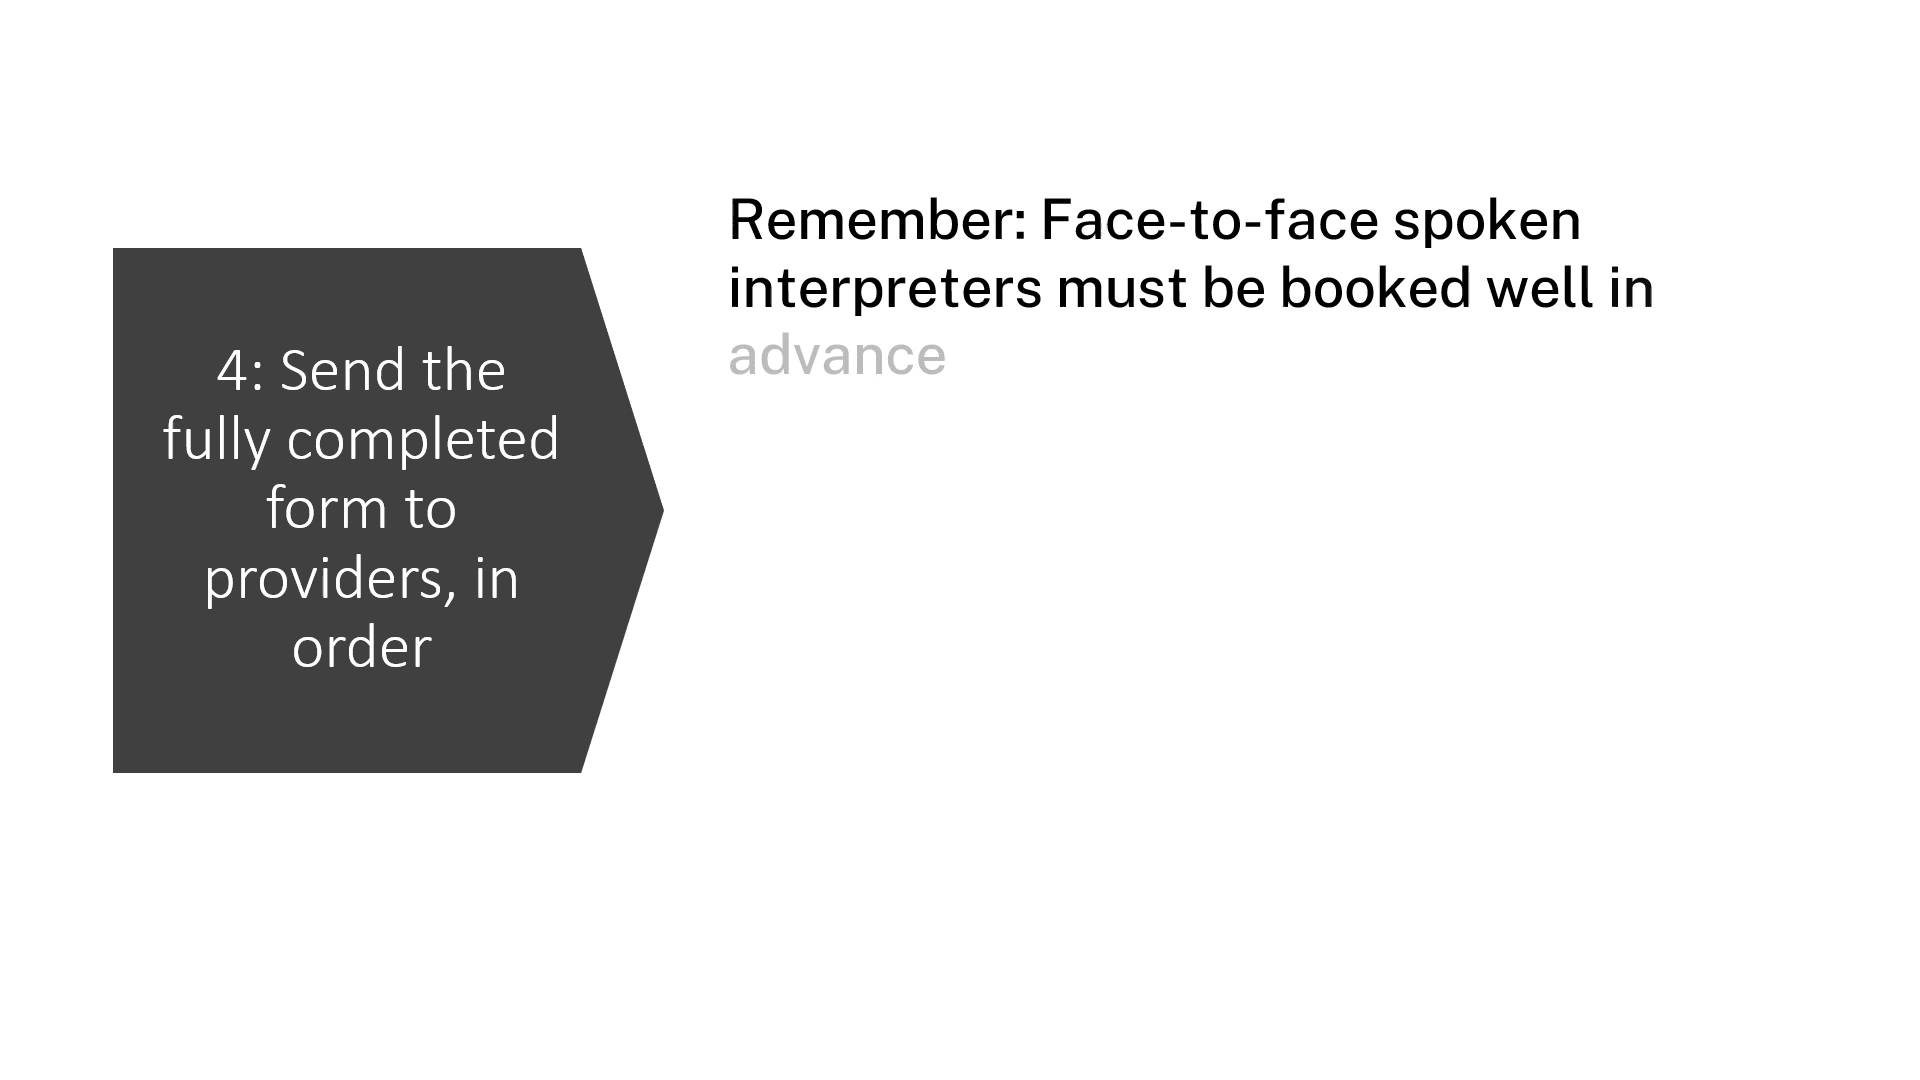 4: Send the
fully completed
form to
providers, in
order
Remember: Face-to-face spoken
interpreters must be booked well in
advance